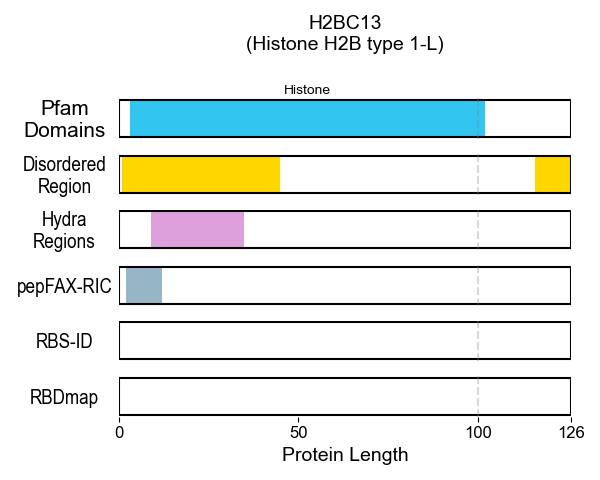 H2BC13
(Histone H2B type 1-L)
Histone
Pfam
Domains
Disordered
Region
Hydra
Regions
pepFAX-RIC
RBS-ID
RBDmap
0 50 100 126
Protein Length